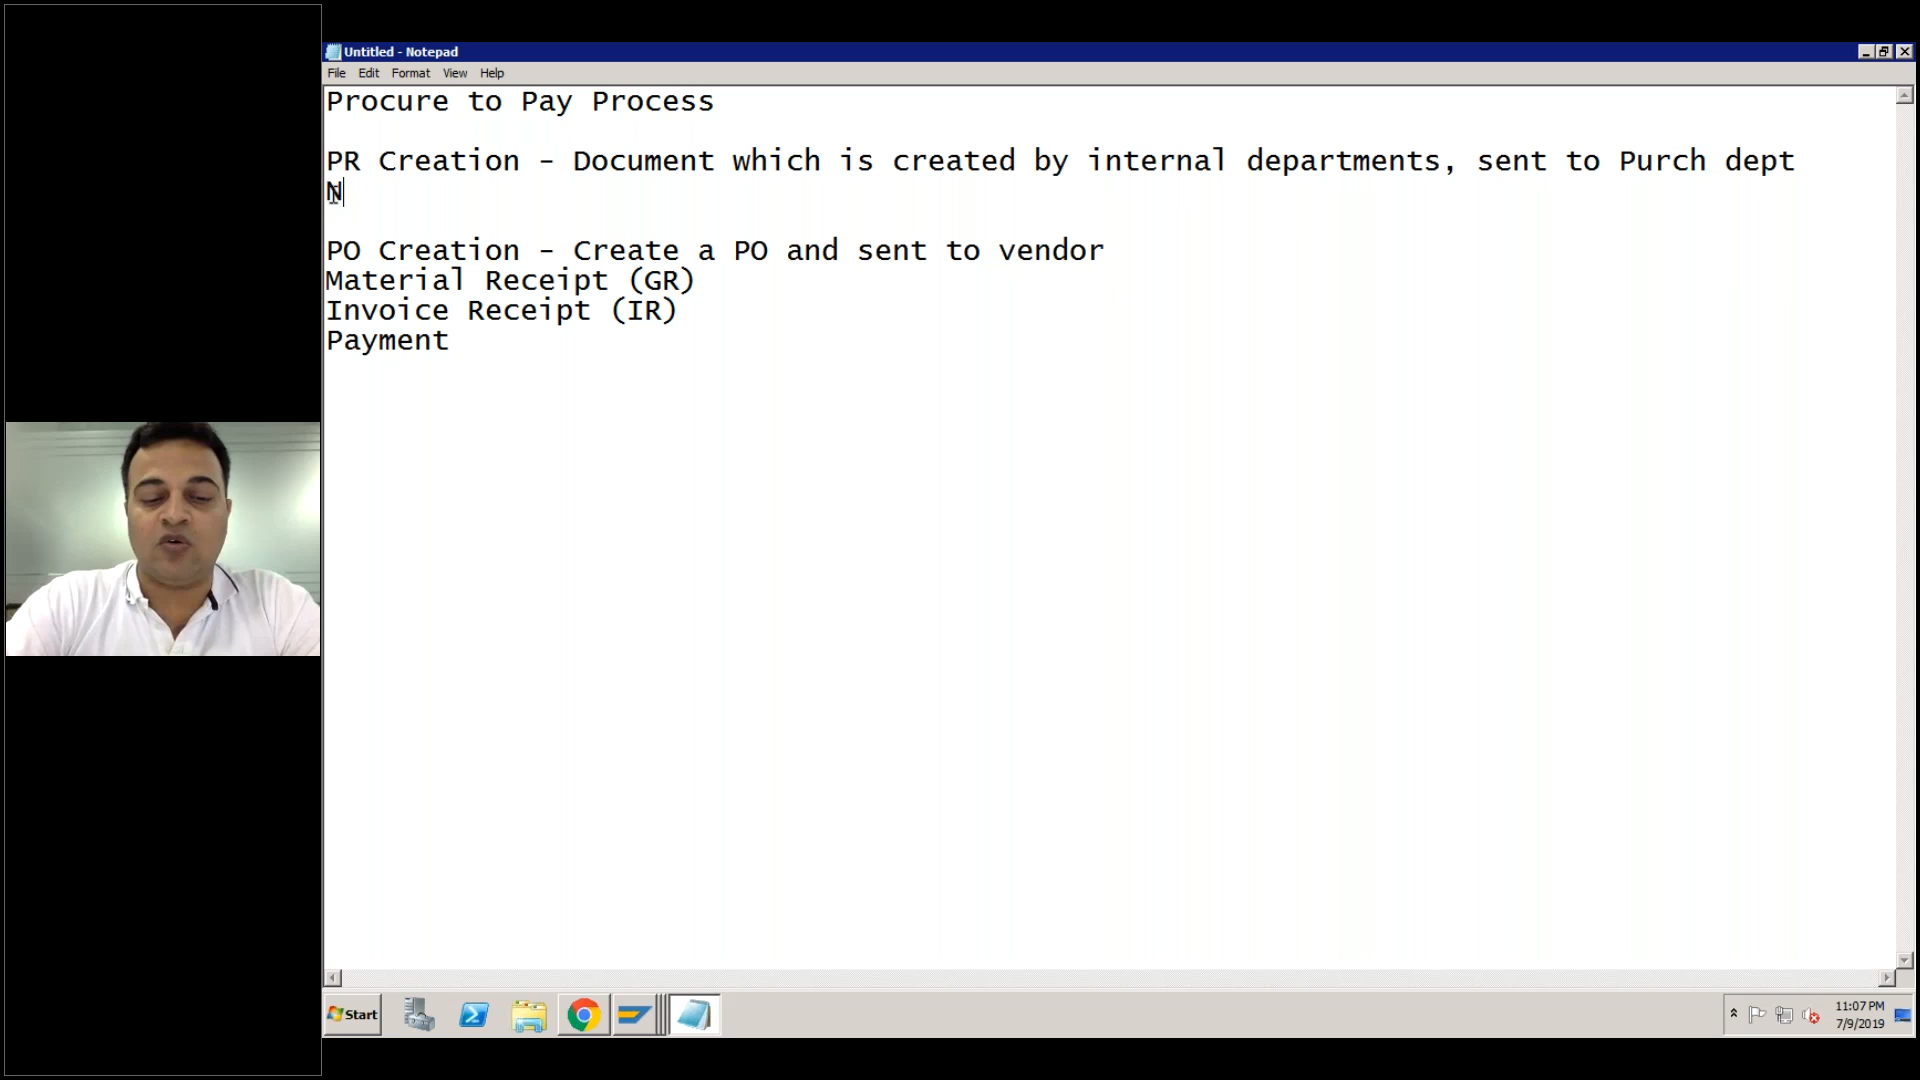 Untitled - Notepad
File Edit Format View Help
Procure to Pay Process
PR Creation - Document which is created by internal departments, sent to Purch dept
N
PO Creation - Create a PO and sent to vendor
Material Receipt (GR)
Invoice Receipt (IR)
Payment
Start
11:07 PM
7/9/2019